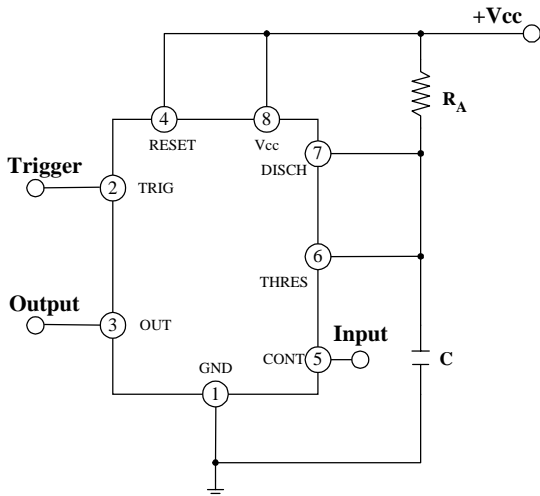 +Vcc
R_A
4
8
RESET
Vcc
7
DISCH
Trigger
2
TRIG
6
THRES
Output
3
OUT
Input
GND
CONT
5
C
1